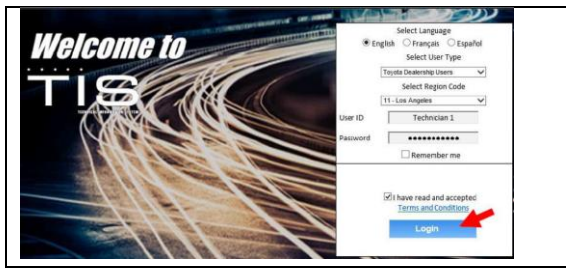 Welcome to
TIS
Select Language
English Français Español
Select User Type
Toyota Dealership Users
Select Region Code
11 - Los Angeles
User ID Technician 1
Password
Remember me
I have read and accepted
Terms and Conditions
Login